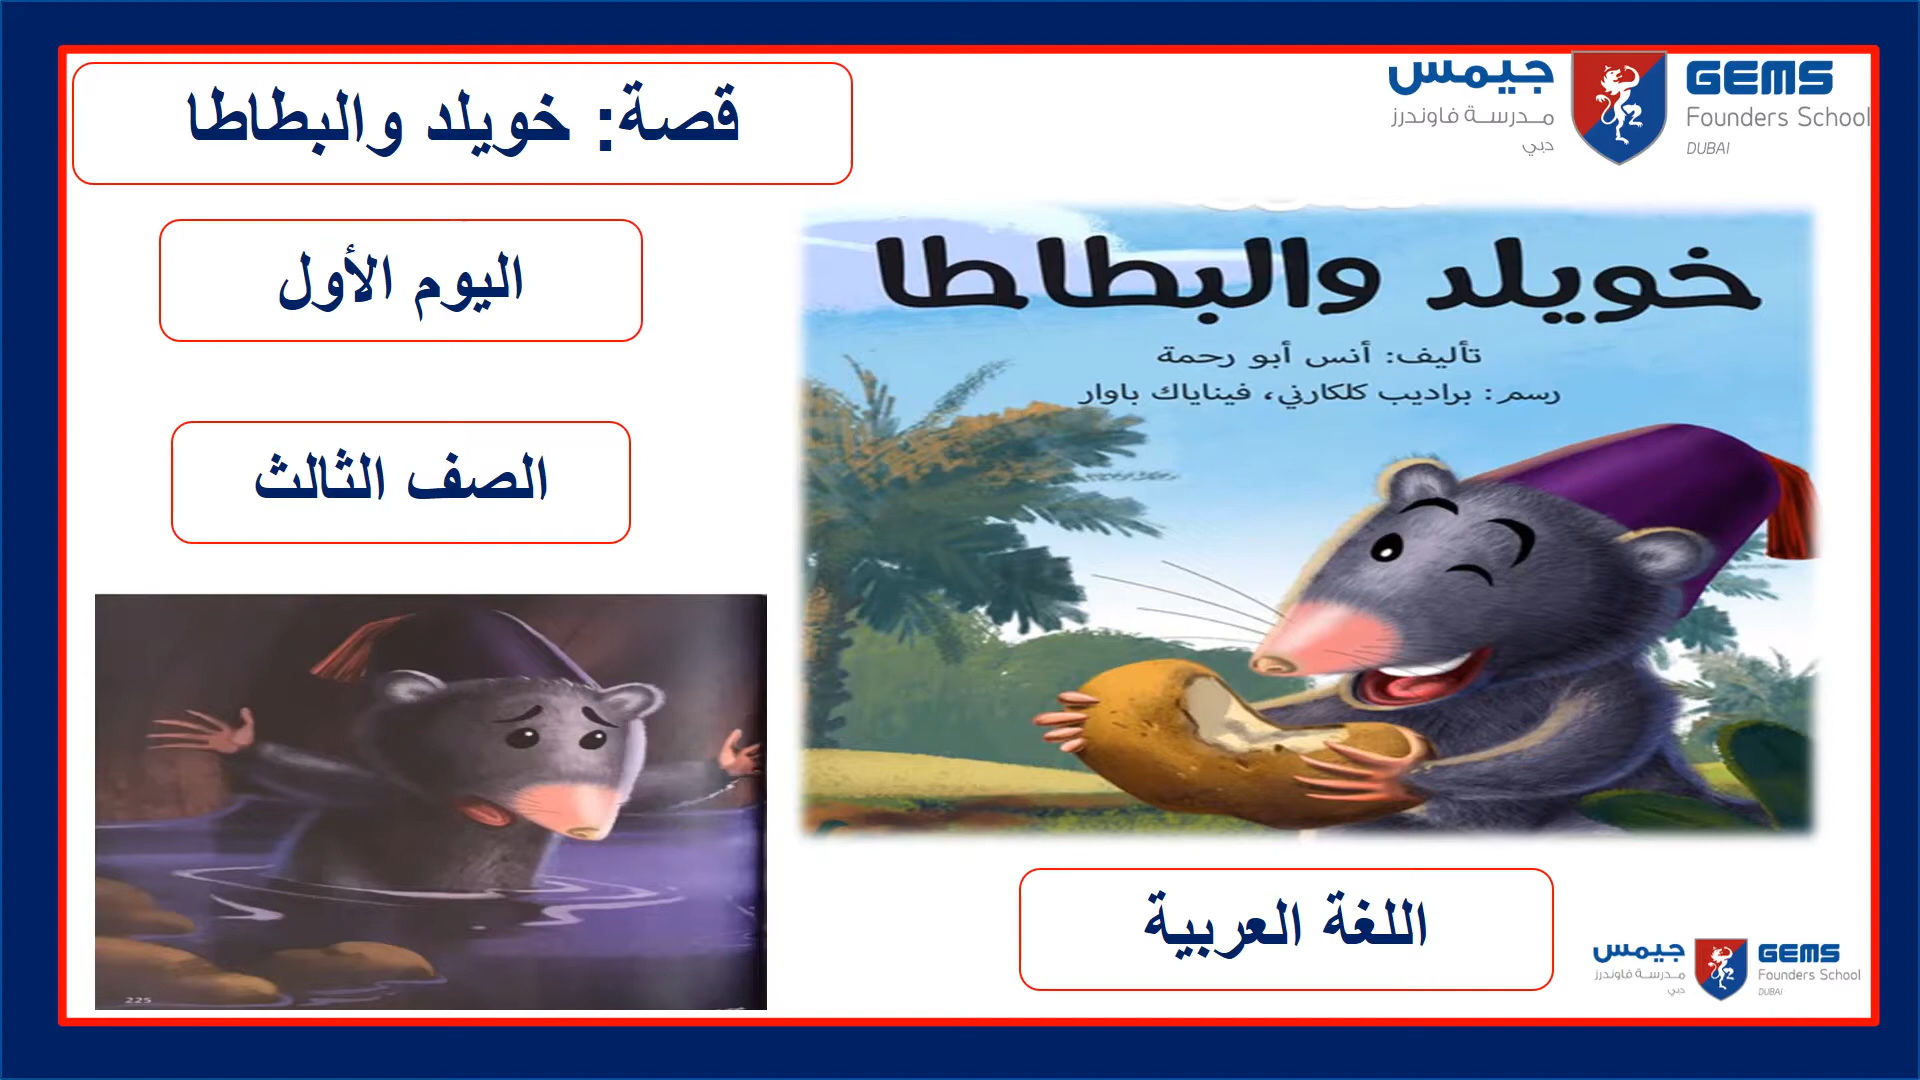 قصة: خويلد والبطاطا
جيمس
مدرسة فاوندرز
دبي
GEMS
Founders School
DUBAI
اليوم الأول
خويلد والبطاطا
تأليف: أنس أبو رحمة
رسم: براديب كلكارني، فيناياك باوار
الصف الثالث
225
اللغة العربية
جيمس
مدرسة فاوندرز
دبي
GEMS
Founders School
DUBAI